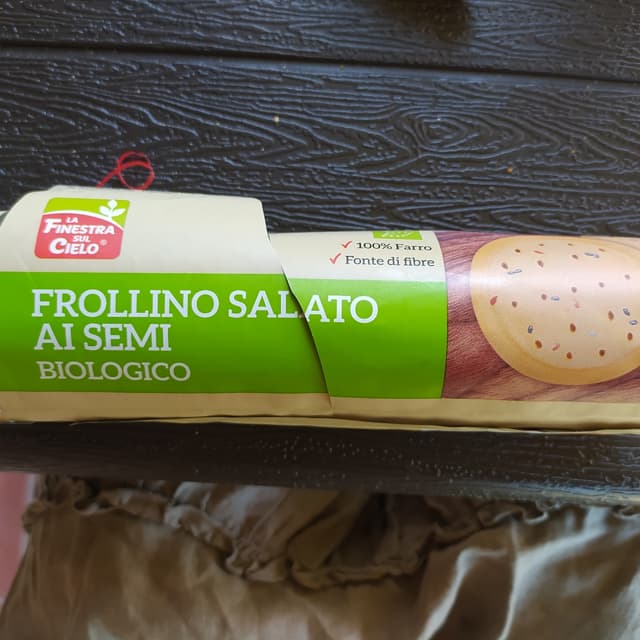 LA
FINESTRA
SUL
CIELO®
100% Farro
Fonte di fibre
FROLLINO SALATO
AI SEMI
BIOLOGICO